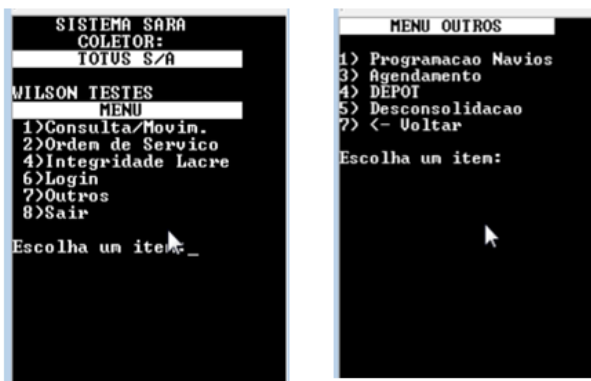 SISTEMA SARA
COLETOR:
TOTVS S/A
WILSON TESTES
MENU
1)Consulta/Movim.
2)Ordem de Servico
4)Integridade Lacre
6)Login
7)Outros
8)Sair
Escolha um item:_
MENU OUTROS
1) Programacao Navios
3) Agendamento
4) DEPOT
5) Desconsolidacao
7) <- Voltar
Escolha um item: